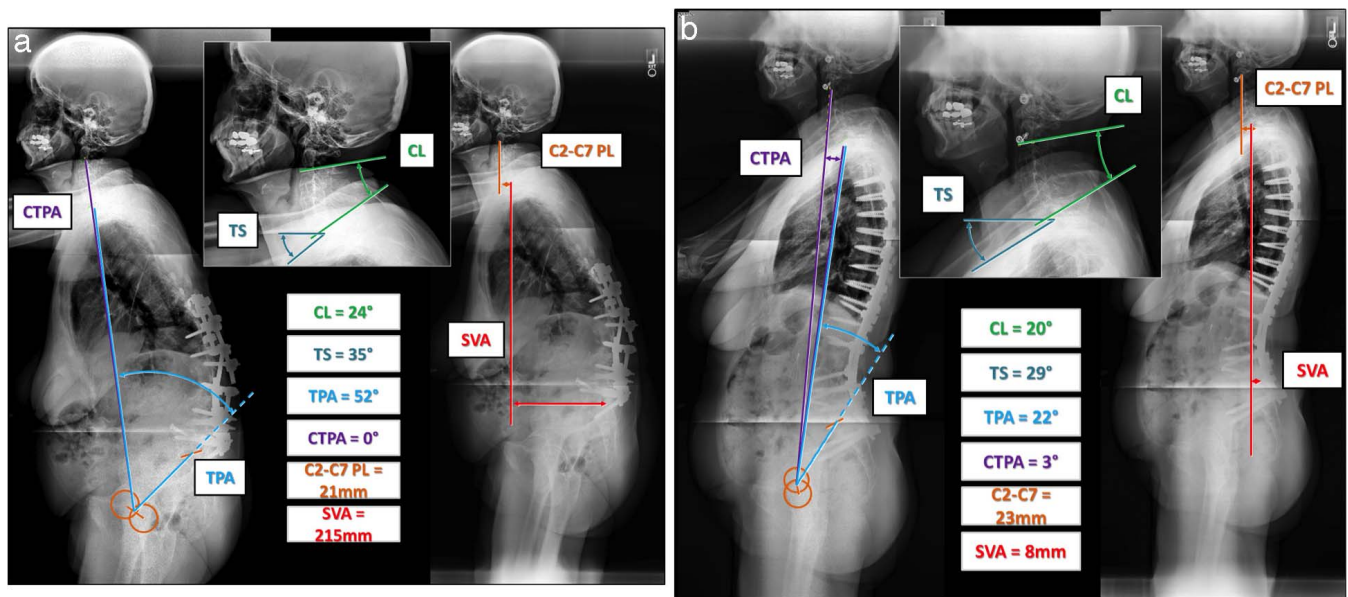 a
CL
C2-C7 PL
CTPA
TS
SVA
TPA
CL = 24°
TS = 35°
TPA = 52°
CTPA = 0°
C2-C7 PL =
21mm
SVA =
215mm
b
CL
C2-C7 PL
CTPA
TS
SVA
TPA
CL = 20°
TS = 29°
TPA = 22°
CTPA = 3°
C2-C7 =
23mm
SVA = 8mm